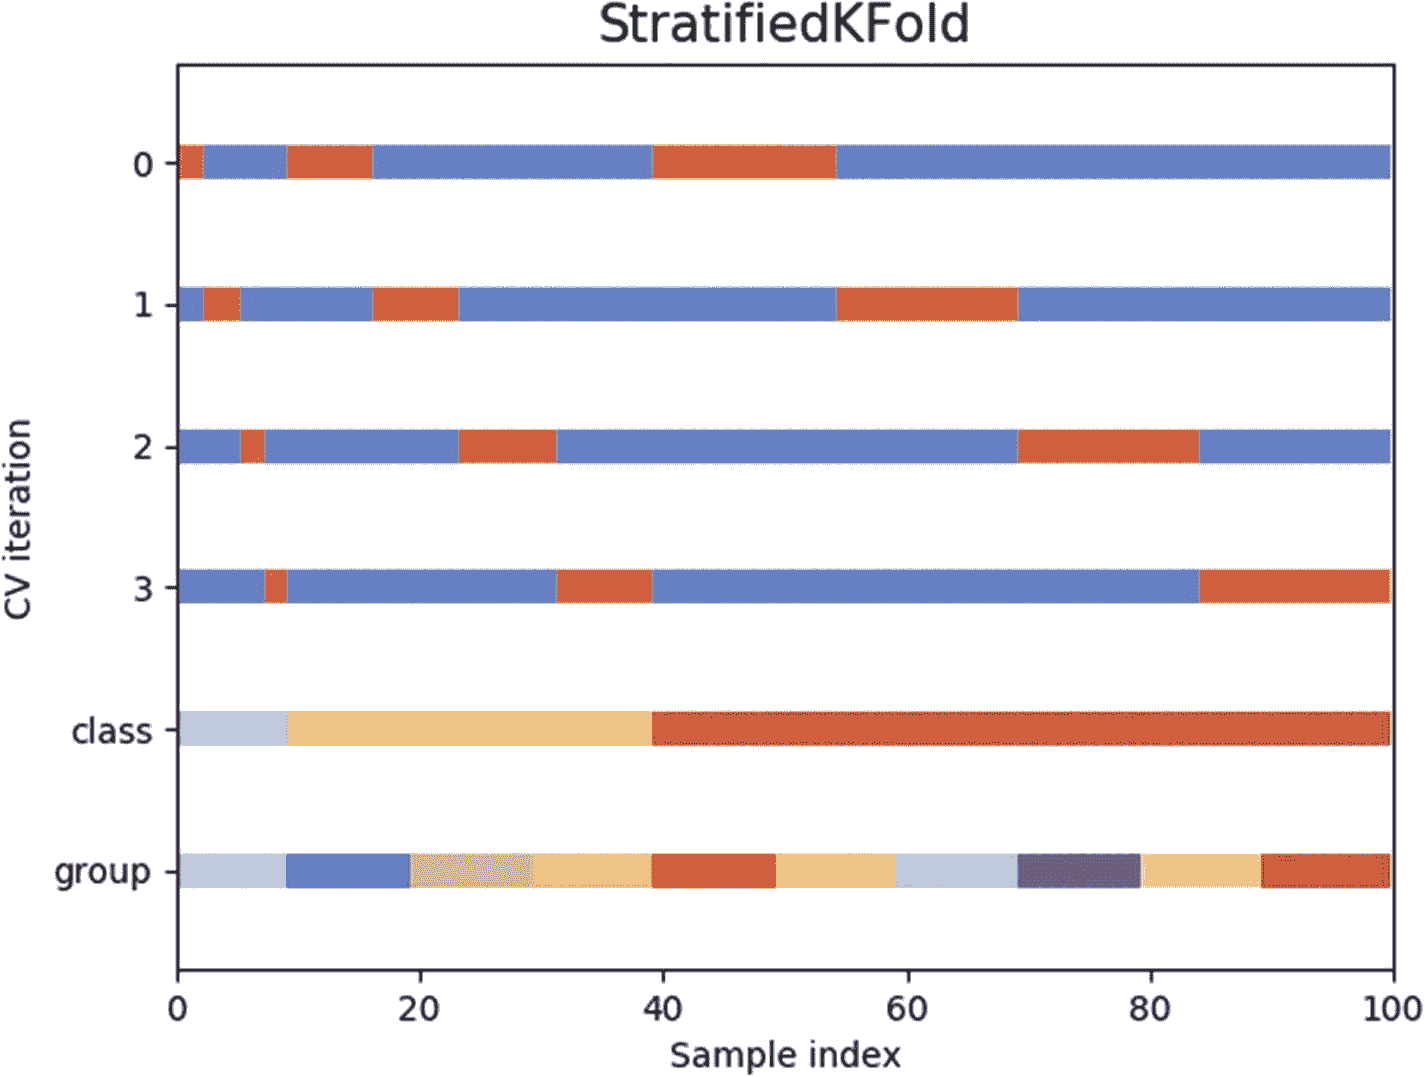 StratifiedKFold
0
1
2
3
class
group
CV iteration
0 20 40 60 80 100
Sample index